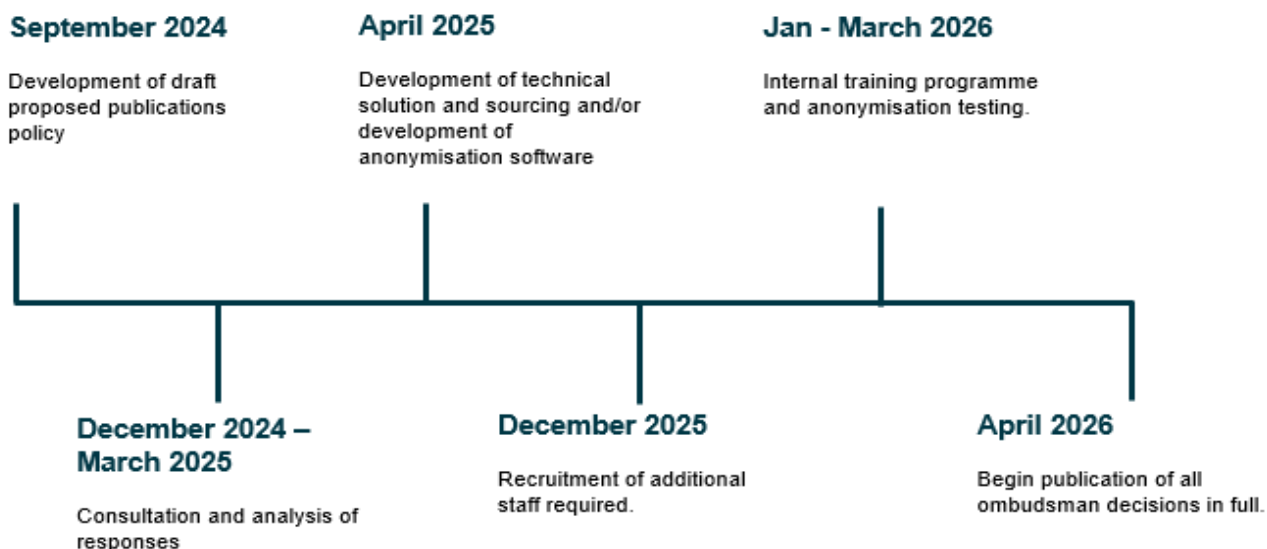 September 2024
Development of draft
proposed publications
policy
April 2025
Development of technical
solution and sourcing and/or
development of
anonymisation software
Jan - March 2026
Internal training programme
and anonymisation testing.
December 2024 –
March 2025
Consultation and analysis of
responses
December 2025
Recruitment of additional
staff required.
April 2026
Begin publication of all
ombudsman decisions in full.